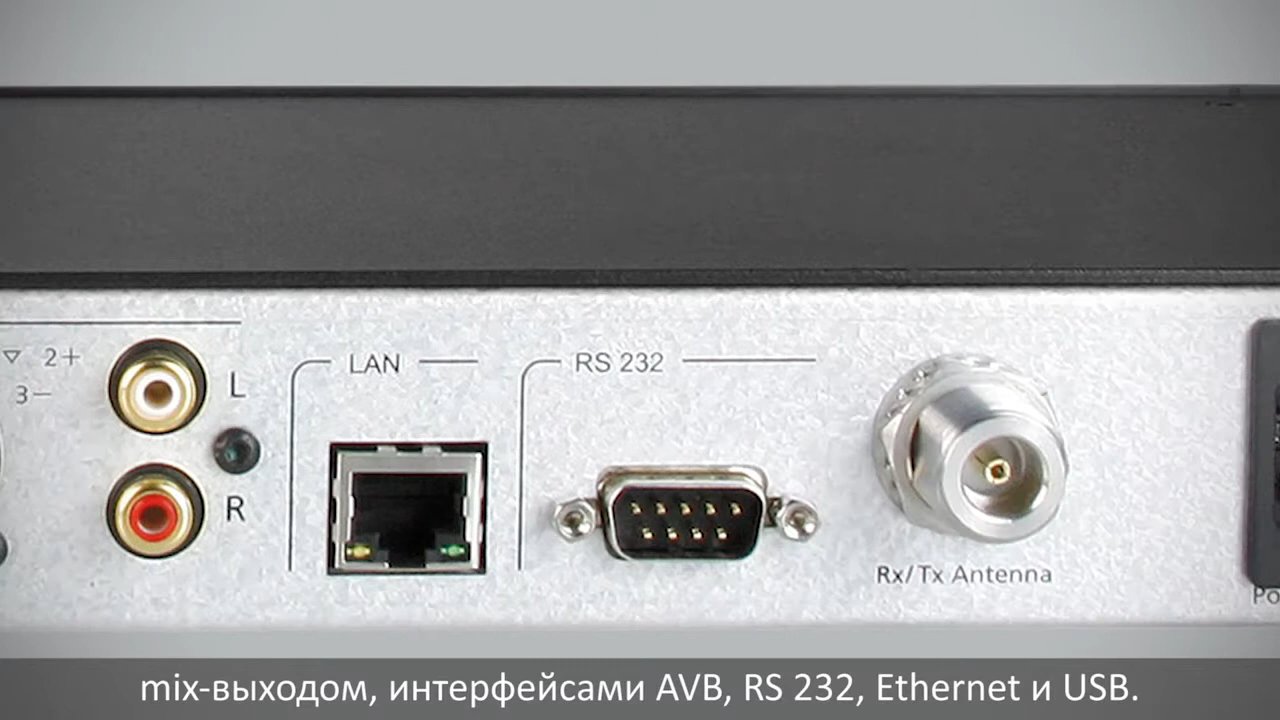 2+
3−
L
R
LAN
RS 232
Rx/Tx Antenna
mix-выходом, интерфейсами AVB, RS 232, Ethernet и USB.